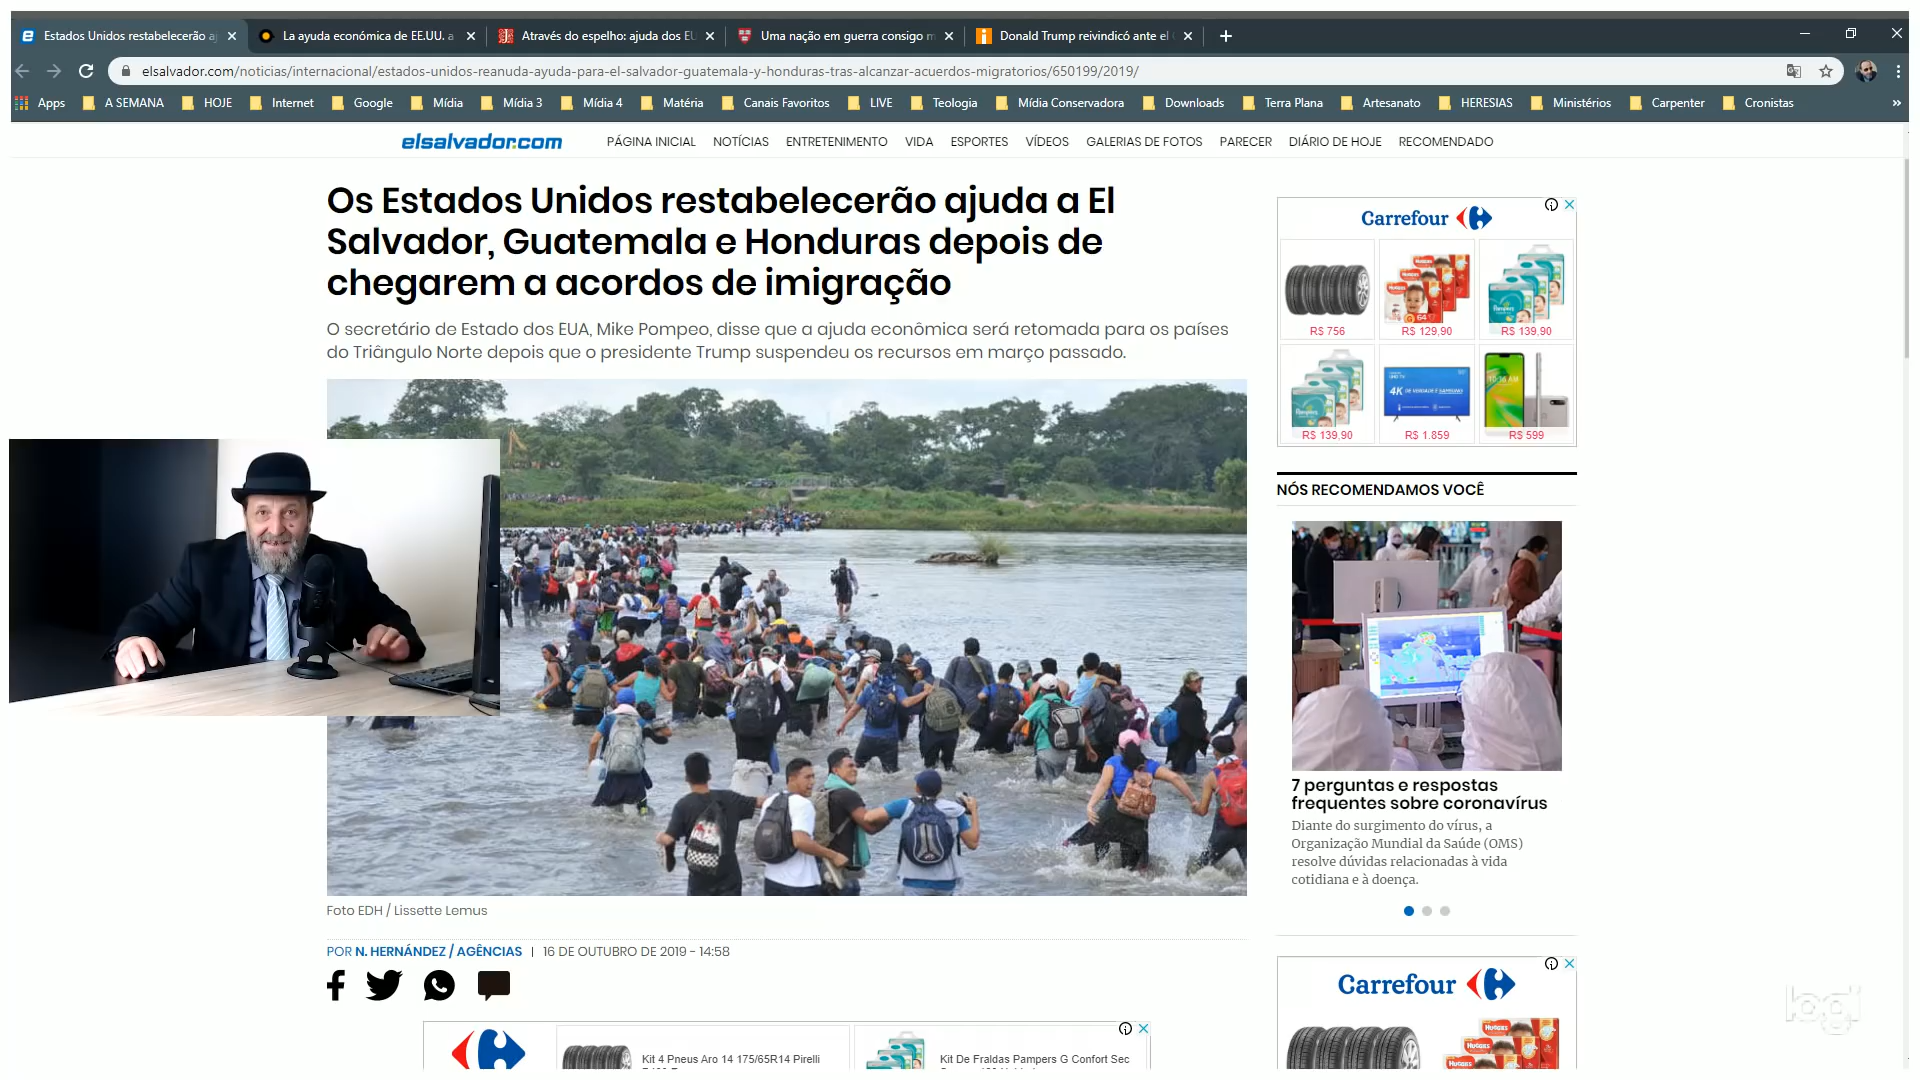 Estados Unidos restabelecerão aj
La ayuda económica de EE.UU. a
Através do espelho: ajuda dos EU
Uma nação em guerra consigo m
Donald Trump reivindicó ante el
elsalvador.com/noticias/internacional/estados-unidos-reanuda-ayuda-para-el-salvador-guatemala-y-honduras-tras-alcanzar-acuerdos-migratorios/650199/2019/
Apps A SEMANA HOJE Internet Google Mídia Mídia 3 Mídia 4 Matéria Canais Favoritos LIVE Teologia Mídia Conservadora Downloads Terra Plana Artesanato HERESIAS Ministérios Carpenter Cronistas »
elsalvador.com PÁGINA INICIAL NOTÍCIAS ENTRETENIMENTO VIDA ESPORTES VÍDEOS GALERIAS DE FOTOS PARECER DIÁRIO DE HOJE RECOMENDADO
Os Estados Unidos restabelecerão ajuda a El
Salvador, Guatemala e Honduras depois de
chegarem a acordos de imigração
O secretário de Estado dos EUA, Mike Pompeo, disse que a ajuda econômica será retomada para os países
do Triângulo Norte depois que o presidente Trump suspendeu os recursos em março passado.
Foto EDH / Lissette Lemus
POR N. HERNÁNDEZ / AGÊNCIAS | 16 DE OUTUBRO DE 2019 - 14:58
Kit 4 Pneus Aro 14 175/65R14 Pirelli
Kit De Fraldas Pampers G Confort Sec
Carrefour
R$ 756
R$ 129,90
R$ 139,90
R$ 139,90
R$ 1.859
R$ 599
NÓS RECOMENDAMOS VOCÊ
7 perguntas e respostas
frequentes sobre coronavírus
Diante do surgimento do vírus, a
Organização Mundial da Saúde (OMS)
resolve dúvidas relacionadas à vida
cotidiana e à doença.
Carrefour
logi